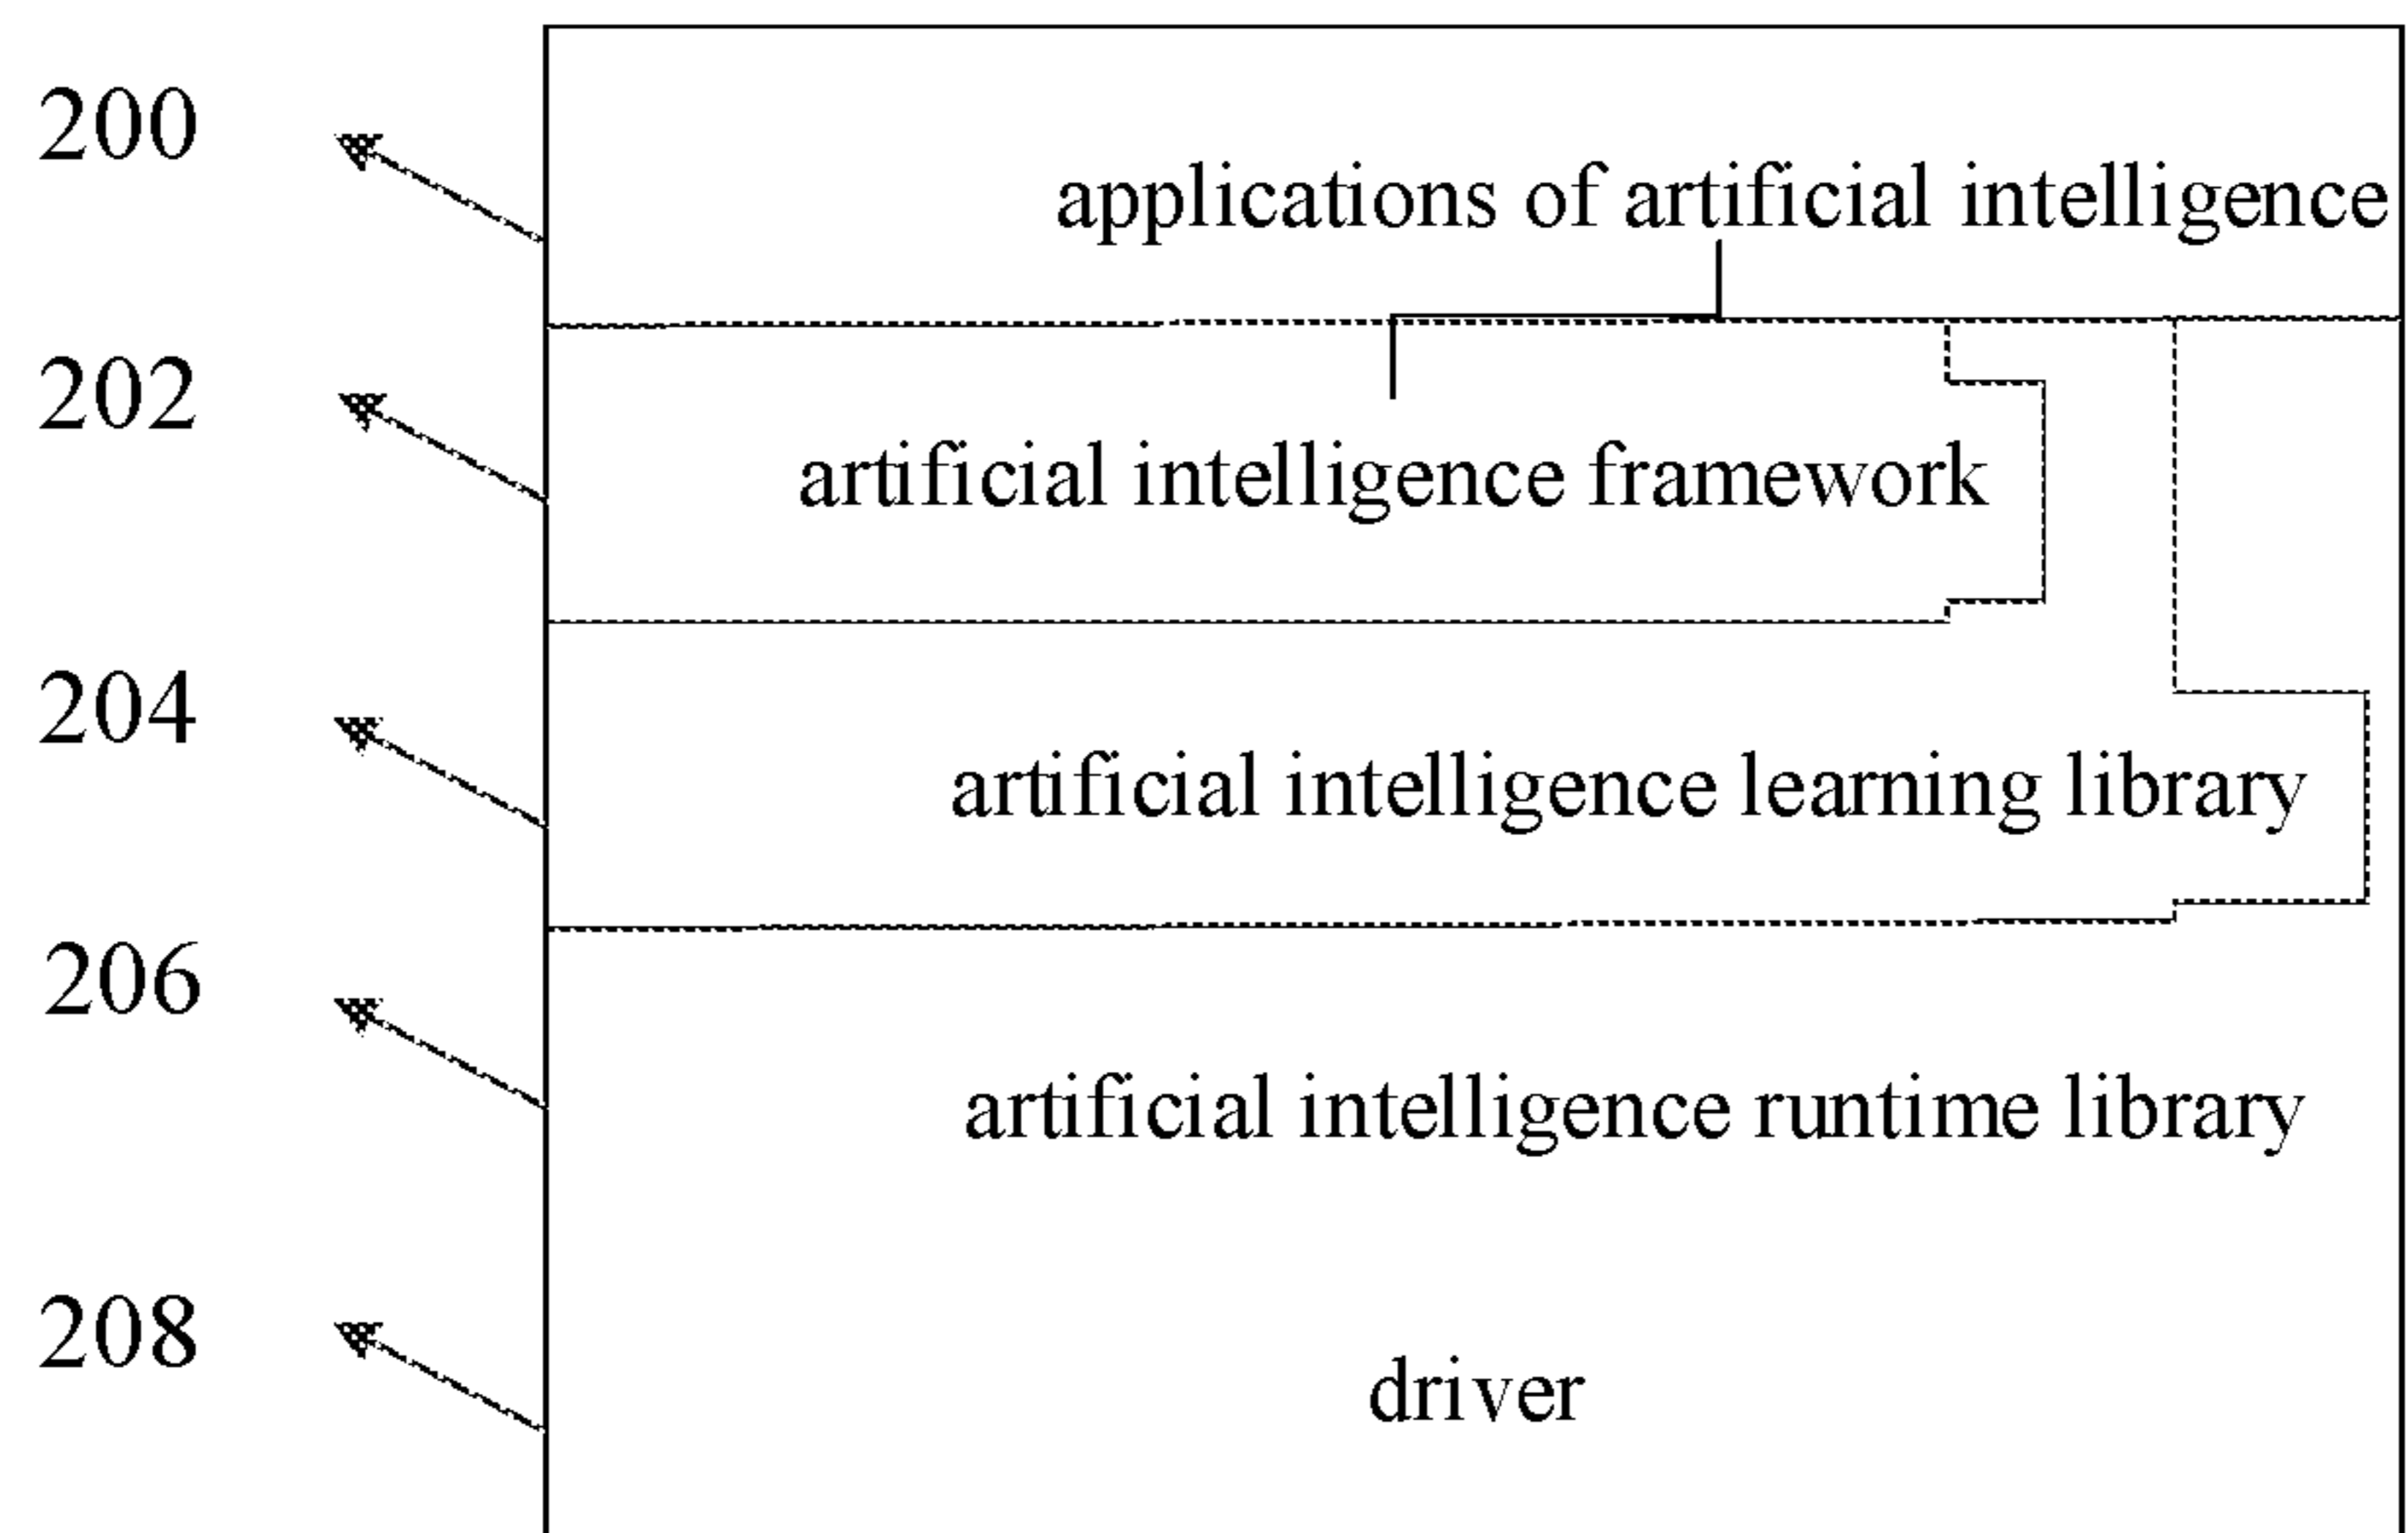 200
applications of artificial intelligence
202
artificial intelligence framework
204
artificial intelligence learning library
206
artificial intelligence runtime library
208
driver